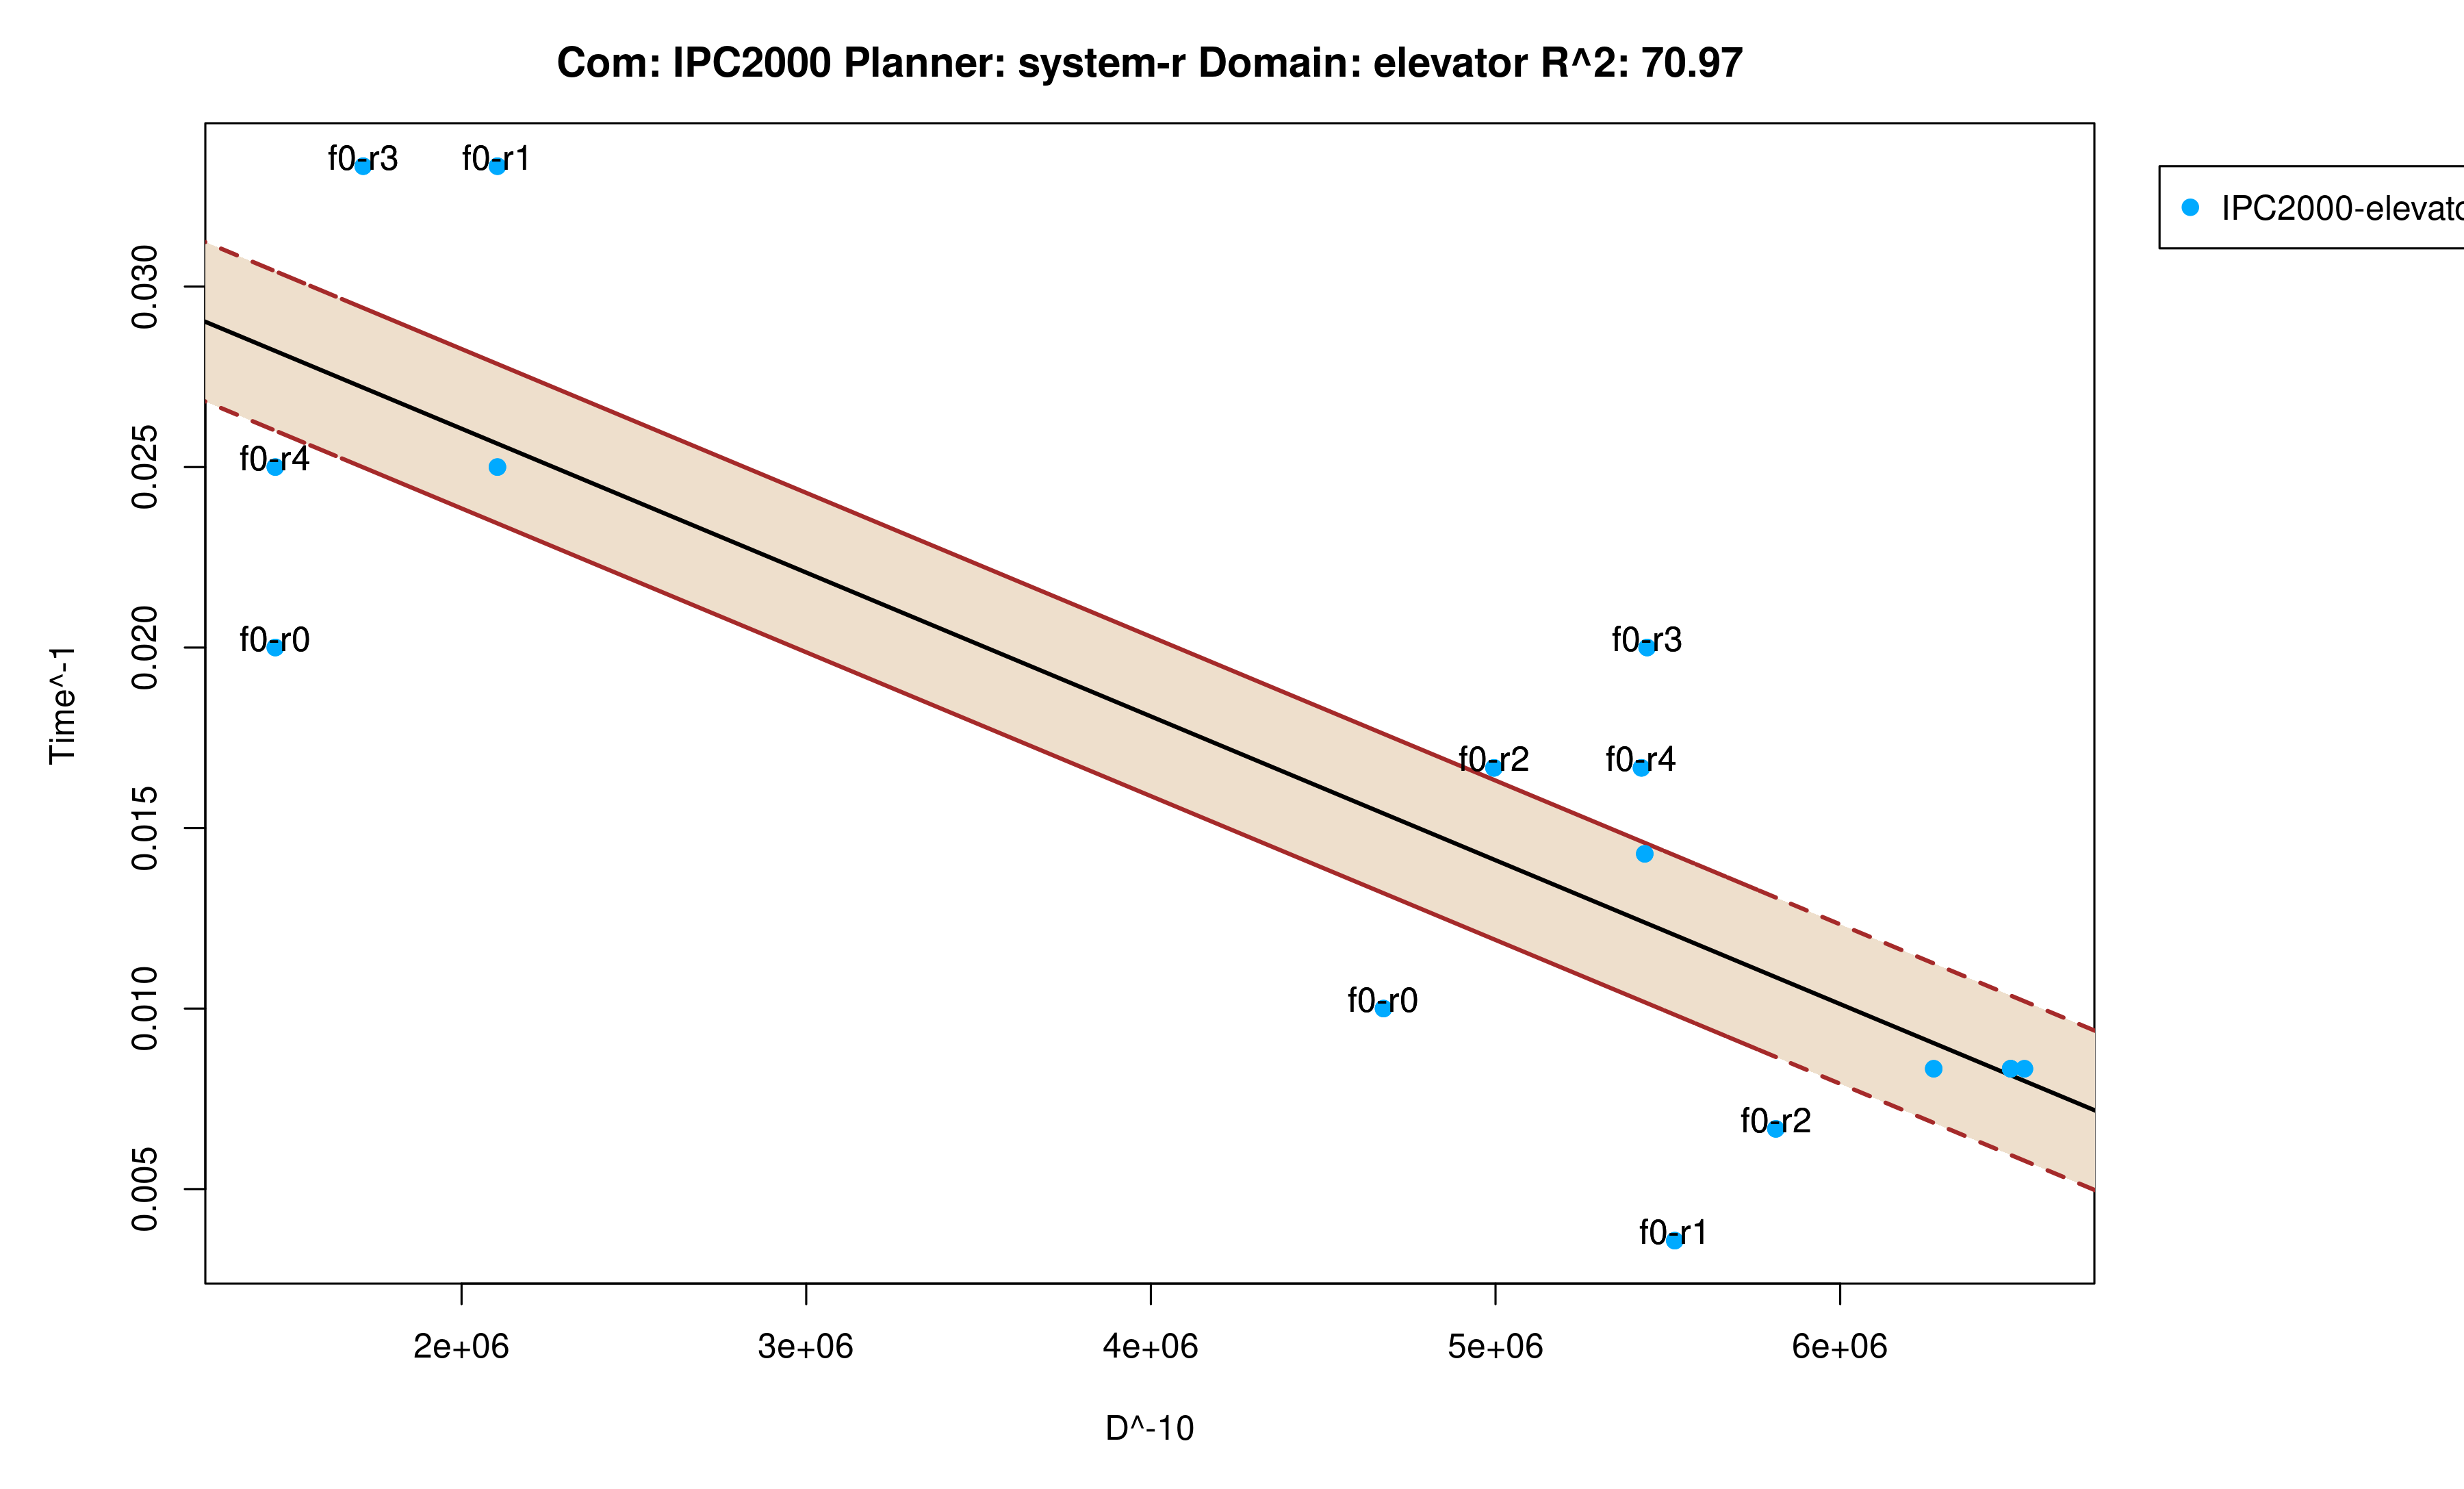 Com: IPC2000 Planner: system-r Domain: elevator R^2: 70.97
f0-r3
f0-r1
IPC2000-elevato
0.030
f0-r4
0.025
f0-r0
0.020
f0-r3
Time^-1
f0-r2
f0-r4
0.015
f0-r0
0.010
f0-r2
0.005
f0-r1
2e+06
3e+06
4e+06
5e+06
6e+06
D^-10